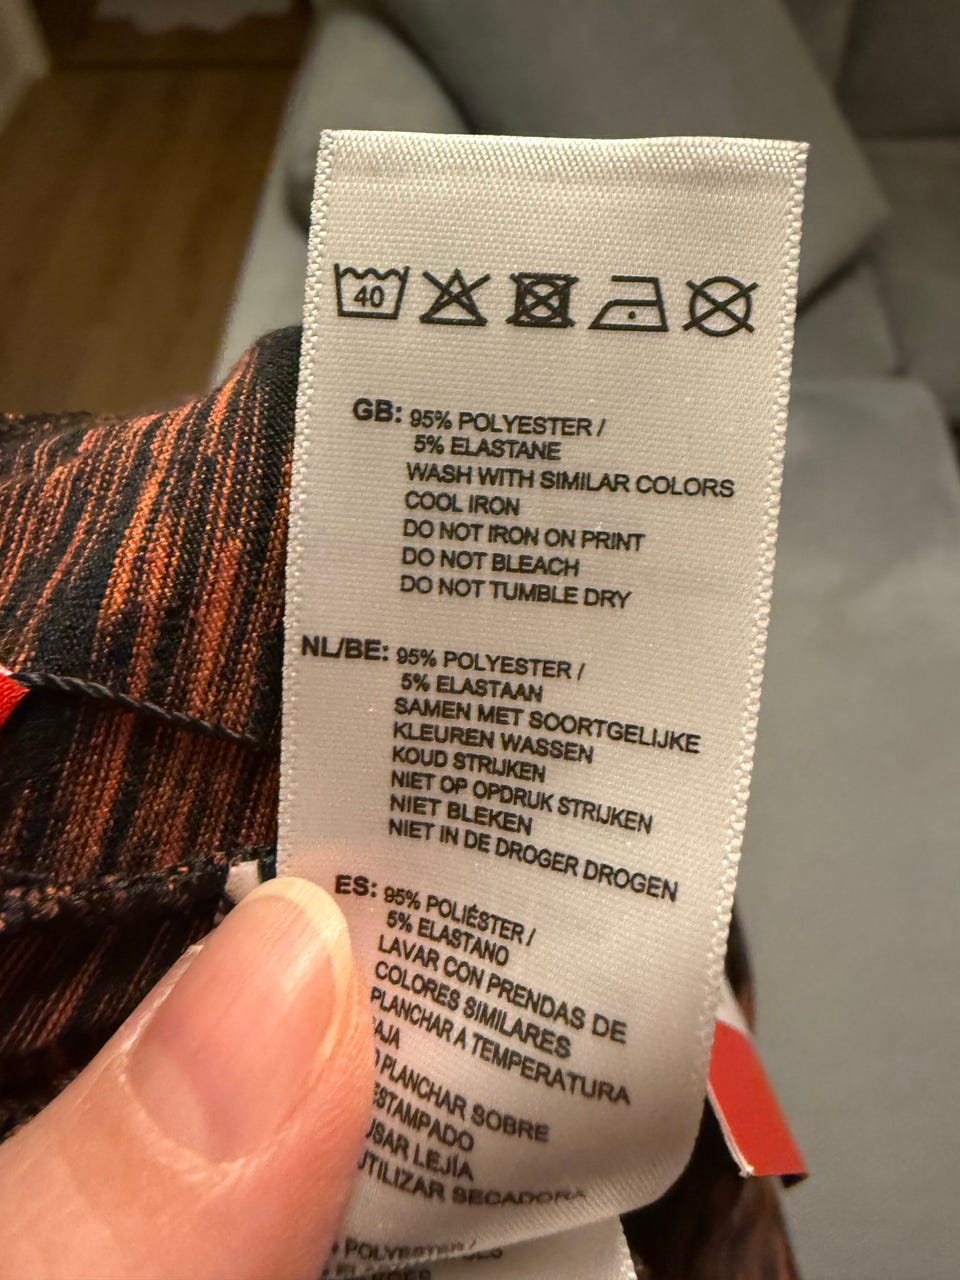 40
GB: 95% POLYESTER /
5% ELASTANE
WASH WITH SIMILAR COLORS
COOL IRON
DO NOT IRON ON PRINT
DO NOT BLEACH
DO NOT TUMBLE DRY
NL/BE: 95% POLYESTER /
5% ELASTAAN
SAMEN MET SOORTGELIJKE
KLEUREN WASSEN
KOUD STRIJKEN
NIET OP OPDRUK STRIJKEN
NIET BLEKEN
NIET IN DE DROGER DROGEN
ES: 95% POLIÉSTER /
5% ELASTANO
LAVAR CON PRENDAS DE
COLORES SIMILARES
PLANCHAR A TEMPERATURA
AJA
PLANCHAR SOBRE
ESTAMPADO
USAR LEJÍA
UTILIZAR SECADORA